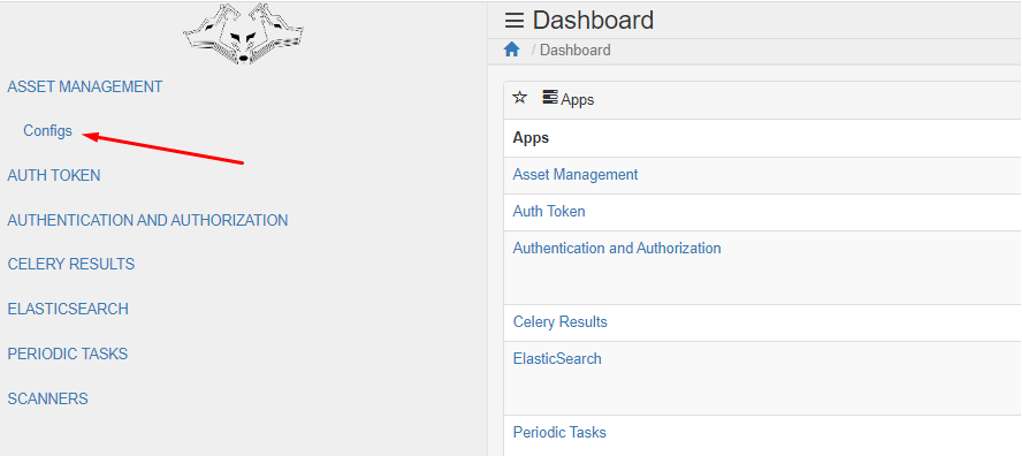 ASSET MANAGEMENT
Configs
AUTH TOKEN
AUTHENTICATION AND AUTHORIZATION
CELERY RESULTS
ELASTICSEARCH
PERIODIC TASKS
SCANNERS
Dashboard
/ Dashboard
Apps
Apps
Asset Management
Auth Token
Authentication and Authorization
Celery Results
ElasticSearch
Periodic Tasks